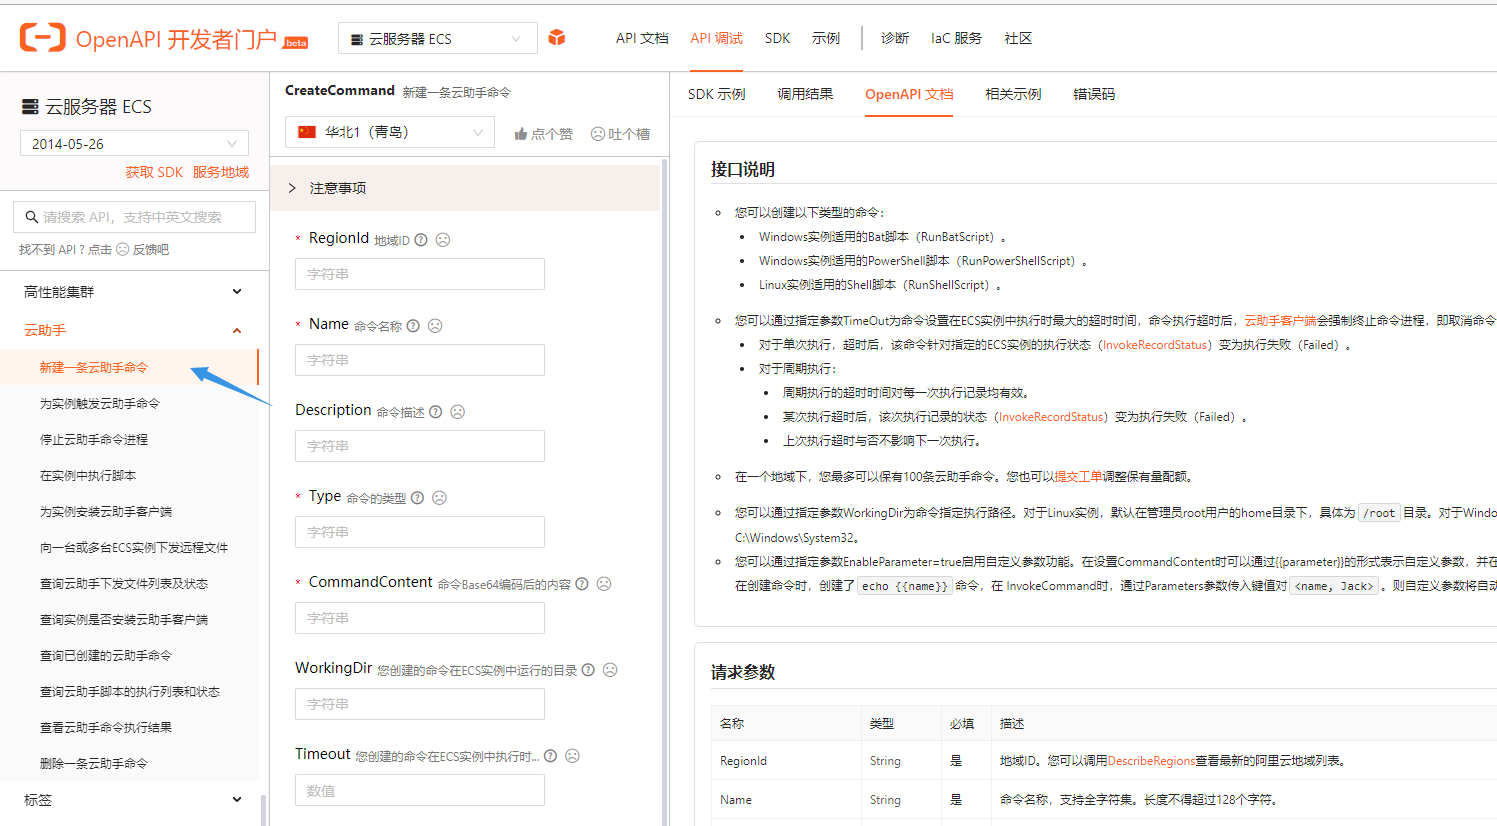 OpenAPI 开发者门户 beta
云服务器 ECS
API 文档 API 调试 SDK 示例 诊断 IaC 服务 社区
云服务器 ECS
2014-05-26
获取 SDK 服务地域
请搜索 API，支持中英文搜索
找不到 API？点击 反馈吧
高性能集群
云助手
新建一条云助手命令
为实例触发云助手命令
停止云助手命令进程
在实例中执行脚本
为实例安装云助手客户端
向一台或多台ECS实例下发远程文件
查询云助手下发文件列表及状态
查询实例是否安装云助手客户端
查询已创建的云助手命令
查询云助手脚本的执行列表和状态
查看云助手命令执行结果
删除一条云助手命令
标签
CreateCommand 新建一条云助手命令
华北1（青岛）
点个赞 吐个槽
注意事项
* RegionId 地域ID
字符串
* Name 命令名称
字符串
Description 命令描述
字符串
* Type 命令的类型
字符串
* CommandContent 命令Base64编码后的内容
字符串
WorkingDir 您创建的命令在ECS实例中运行的目录
字符串
Timeout 您创建的命令在ECS实例中执行时...
数值
SDK 示例 调用结果 OpenAPI 文档 相关示例 错误码
接口说明
您可以创建以下类型的命令：
Windows实例适用的Bat脚本（RunBatScript）。
Windows实例适用的PowerShell脚本（RunPowerShellScript）。
Linux实例适用的Shell脚本（RunShellScript）。
您可以通过指定参数TimeOut为命令设置在ECS实例中执行时最大的超时时间，命令执行超时后，云助手客户端会强制终止命令进程，即取消命令
对于单次执行，超时后，该命令针对指定的ECS实例的执行状态（InvokeRecordStatus）变为执行失败（Failed）。
对于周期执行：
周期执行的超时时间对每一次执行记录均有效。
某次执行超时后，该次执行记录的状态（InvokeRecordStatus）变为执行失败（Failed）。
上次执行超时与否不影响下一次执行。
在一个地域下，您最多可以保有100条云助手命令。您也可以提交工单调整保有量配额。
您可以通过指定参数WorkingDir为命令指定执行路径。对于Linux实例，默认在管理员root用户的home目录下，具体为 /root 目录。对于Windo
C:\Windows\System32。
您可以通过指定参数EnableParameter=true启用自定义参数功能。在设置CommandContent时可以通过{{parameter}}的形式表示自定义参数，并在
在创建命令时，创建了 echo {{name}} 命令，在 InvokeCommand时，通过Parameters参数传入键值对 <name, Jack> 。则自定义参数将自动
请求参数
名称 类型 必填 描述
RegionId String 是 地域ID。您可以调用DescribeRegions查看最新的阿里云地域列表。
Name String 是 命令名称，支持全字符集。长度不得超过128个字符。